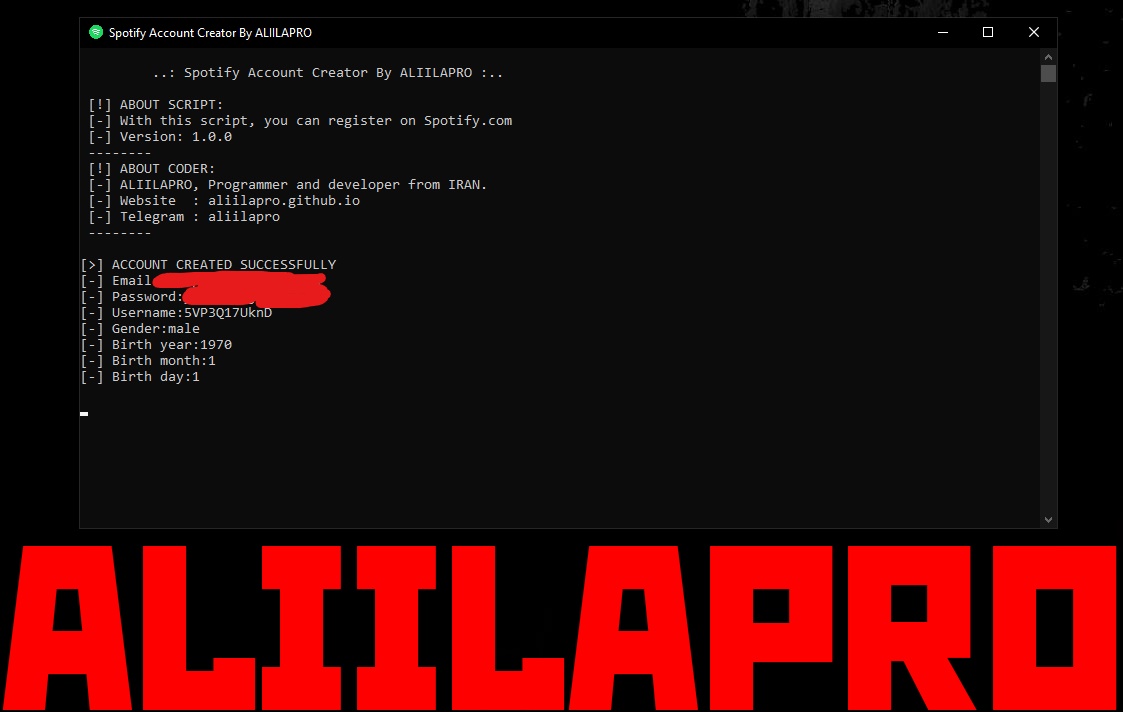 Spotify Account Creator By ALIILAPRO
..: Spotify Account Creator By ALIILAPRO :..
[!] ABOUT SCRIPT:
[-] With this script, you can register on Spotify.com
[-] Version: 1.0.0
--------
[!] ABOUT CODER:
[-] ALIILAPRO, Programmer and developer from IRAN.
[-] Website  : aliilapro.github.io
[-] Telegram : aliilapro
--------
[>] ACCOUNT CREATED SUCCESSFULLY
[-] Email
[-] Password:
[-] Username:5VP3Q17UknD
[-] Gender:male
[-] Birth year:1970
[-] Birth month:1
[-] Birth day:1
ALIILAPRO